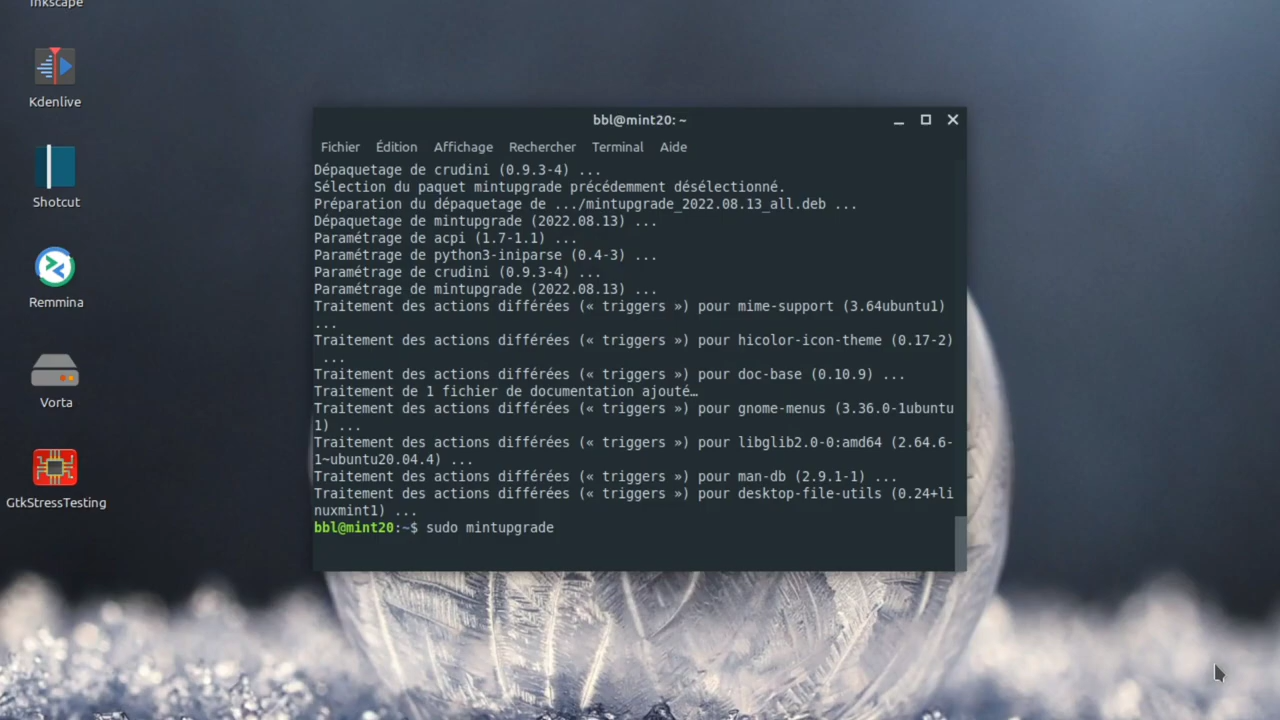 Inkscape
Kdenlive
Shotcut
Remmina
Vorta
GtkStressTesting
bbl@mint20: ~
Fichier Édition Affichage Rechercher Terminal Aide
Dépaquetage de crudini (0.9.3-4) ...
Sélection du paquet mintupgrade précédemment désélectionné.
Préparation du dépaquetage de .../mintupgrade_2022.08.13_all.deb ...
Dépaquetage de mintupgrade (2022.08.13) ...
Paramétrage de acpi (1.7-1.1) ...
Paramétrage de python3-iniparse (0.4-3) ...
Paramétrage de crudini (0.9.3-4) ...
Paramétrage de mintupgrade (2022.08.13) ...
Traitement des actions différées (« triggers ») pour mime-support (3.64ubuntu1)
...
Traitement des actions différées (« triggers ») pour hicolor-icon-theme (0.17-2)
...
Traitement des actions différées (« triggers ») pour doc-base (0.10.9) ...
Traitement de 1 fichier de documentation ajouté…
Traitement des actions différées (« triggers ») pour gnome-menus (3.36.0-1ubuntu
1) ...
Traitement des actions différées (« triggers ») pour libglib2.0-0:amd64 (2.64.6-
1~ubuntu20.04.4) ...
Traitement des actions différées (« triggers ») pour man-db (2.9.1-1) ...
Traitement des actions différées (« triggers ») pour desktop-file-utils (0.24+li
nuxmint1) ...
bbl@mint20:~$ sudo mintupgrade